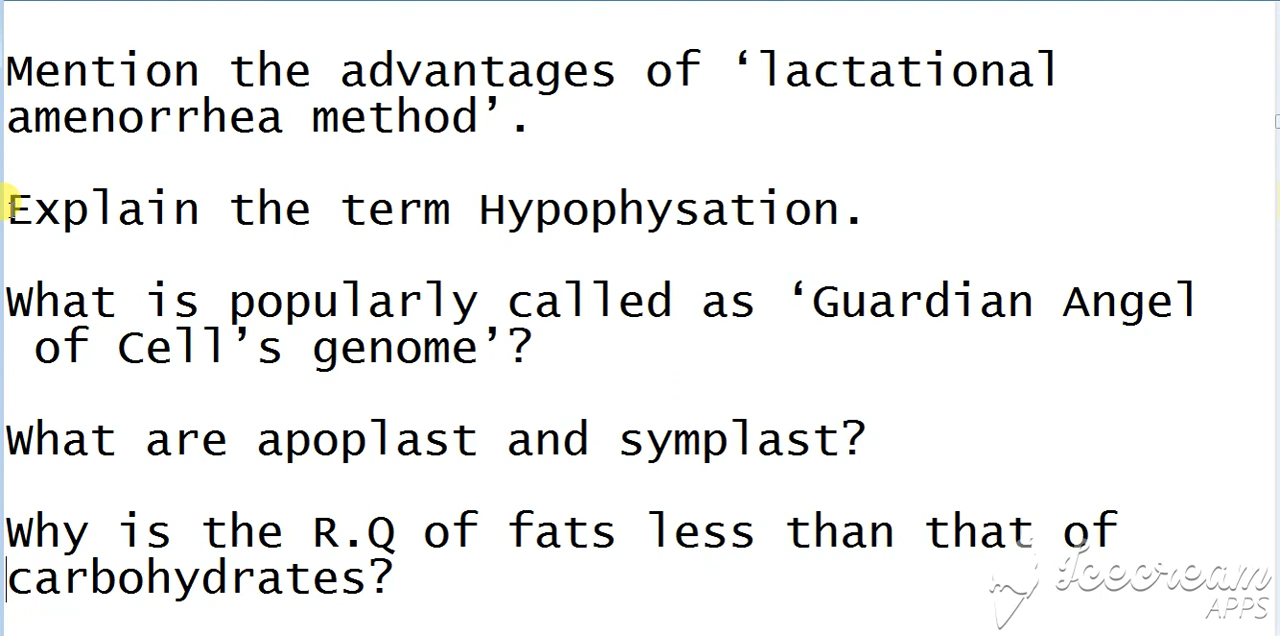 Mention the advantages of ‘lactational
amenorrhea method’.
Explain the term Hypophysation.
What is popularly called as ‘Guardian Angel
of Cell’s genome’?
What are apoplast and symplast?
Why is the R.Q of fats less than that of
carbohydrates?
Icecream
APPS